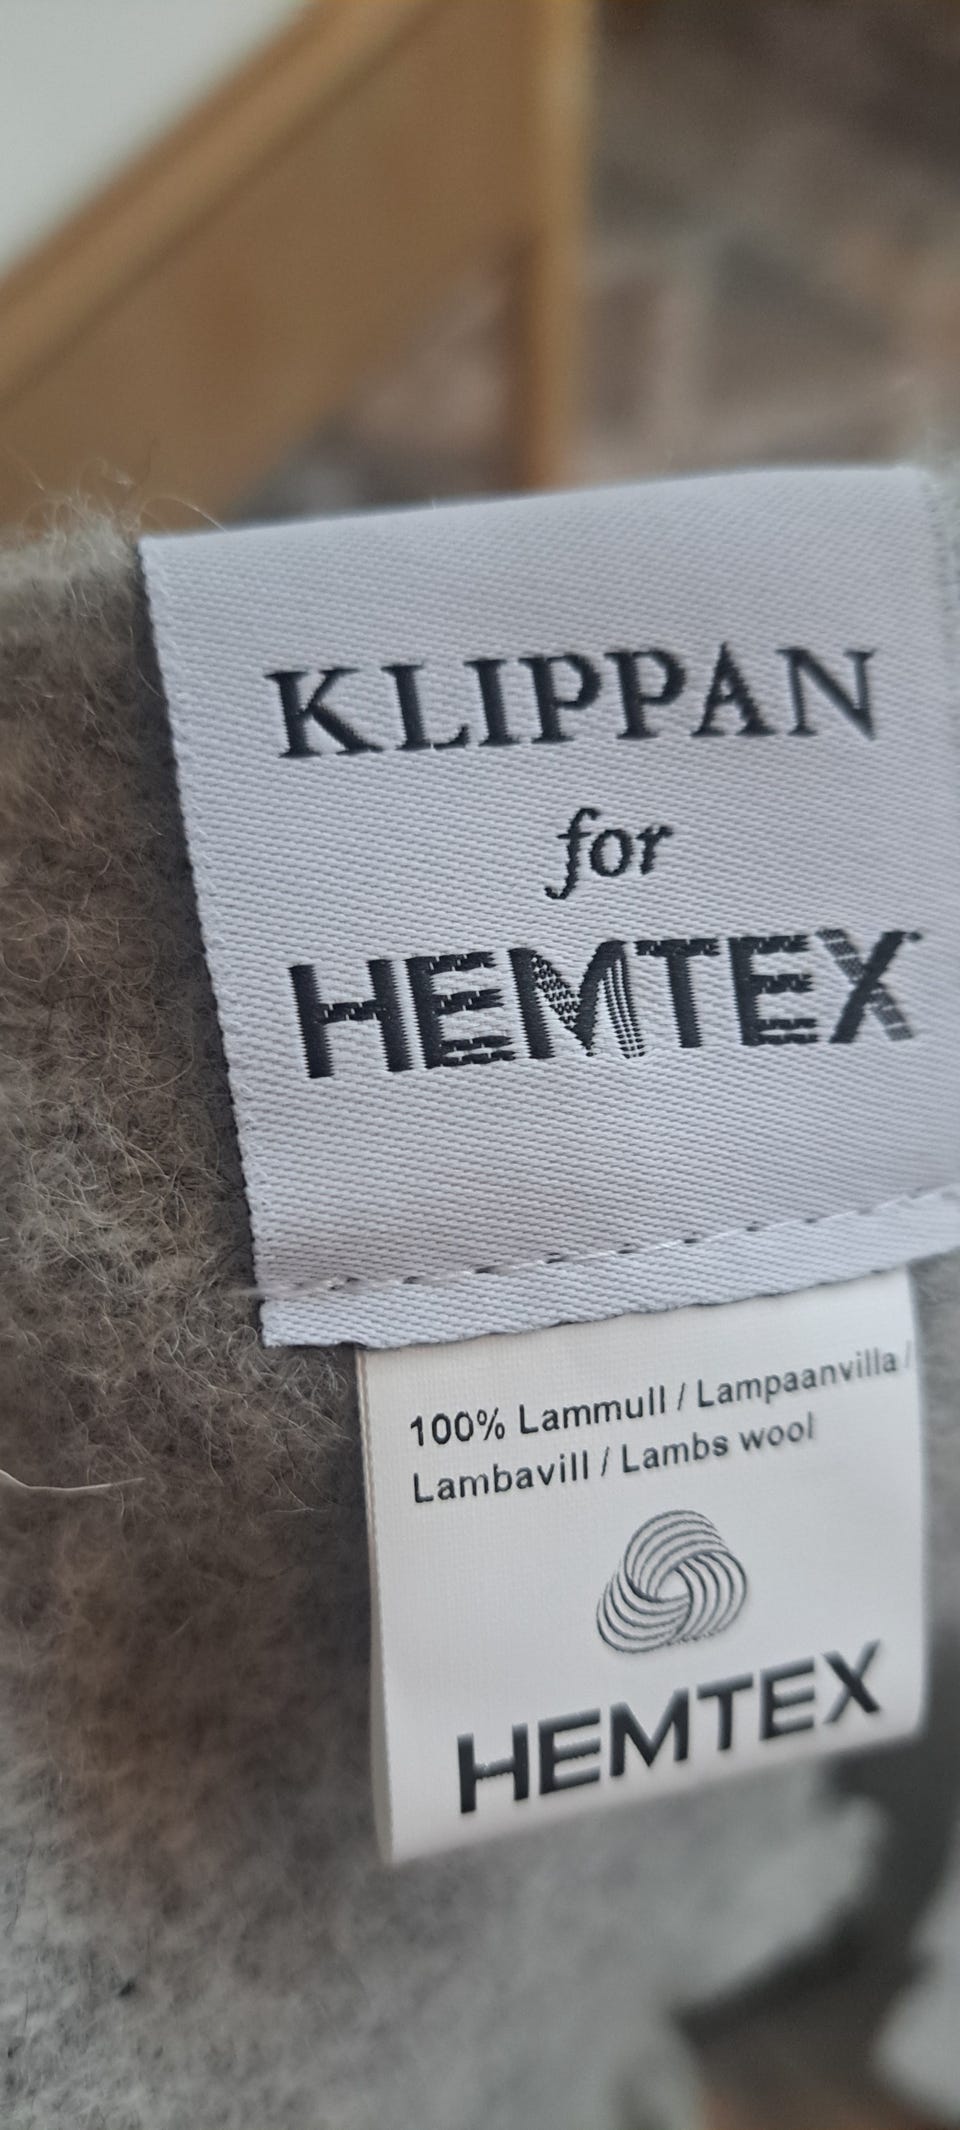 KLIPPAN
for
HEMTEX
100% Lammull / Lampaanvilla /
Lambavill / Lambs wool
HEMTEX